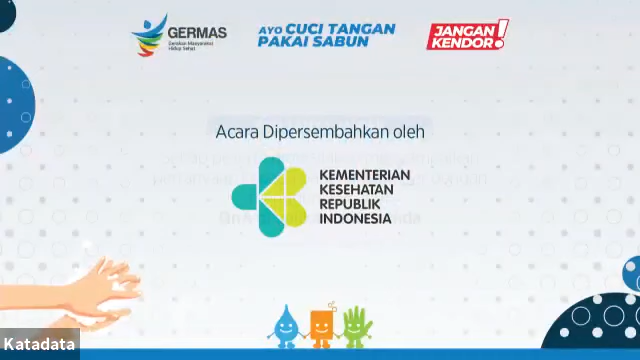 GERMAS
Gerakan Masyarakat
Hidup Sehat
AYO CUCI TANGAN
PAKAI SABUN
JANGAN
KENDOR!
Acara Dipersembahkan oleh
KEMENTERIAN
KESEHATAN
REPUBLIK
INDONESIA
Katadata